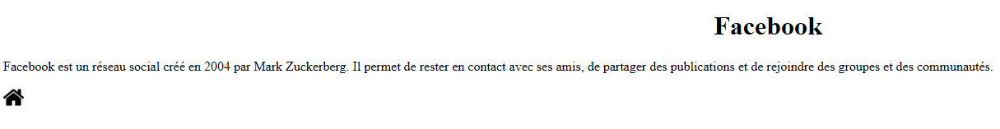 Facebook
Facebook est un réseau social créé en 2004 par Mark Zuckerberg. Il permet de rester en contact avec ses amis, de partager des publications et de rejoindre des groupes et des communautés.